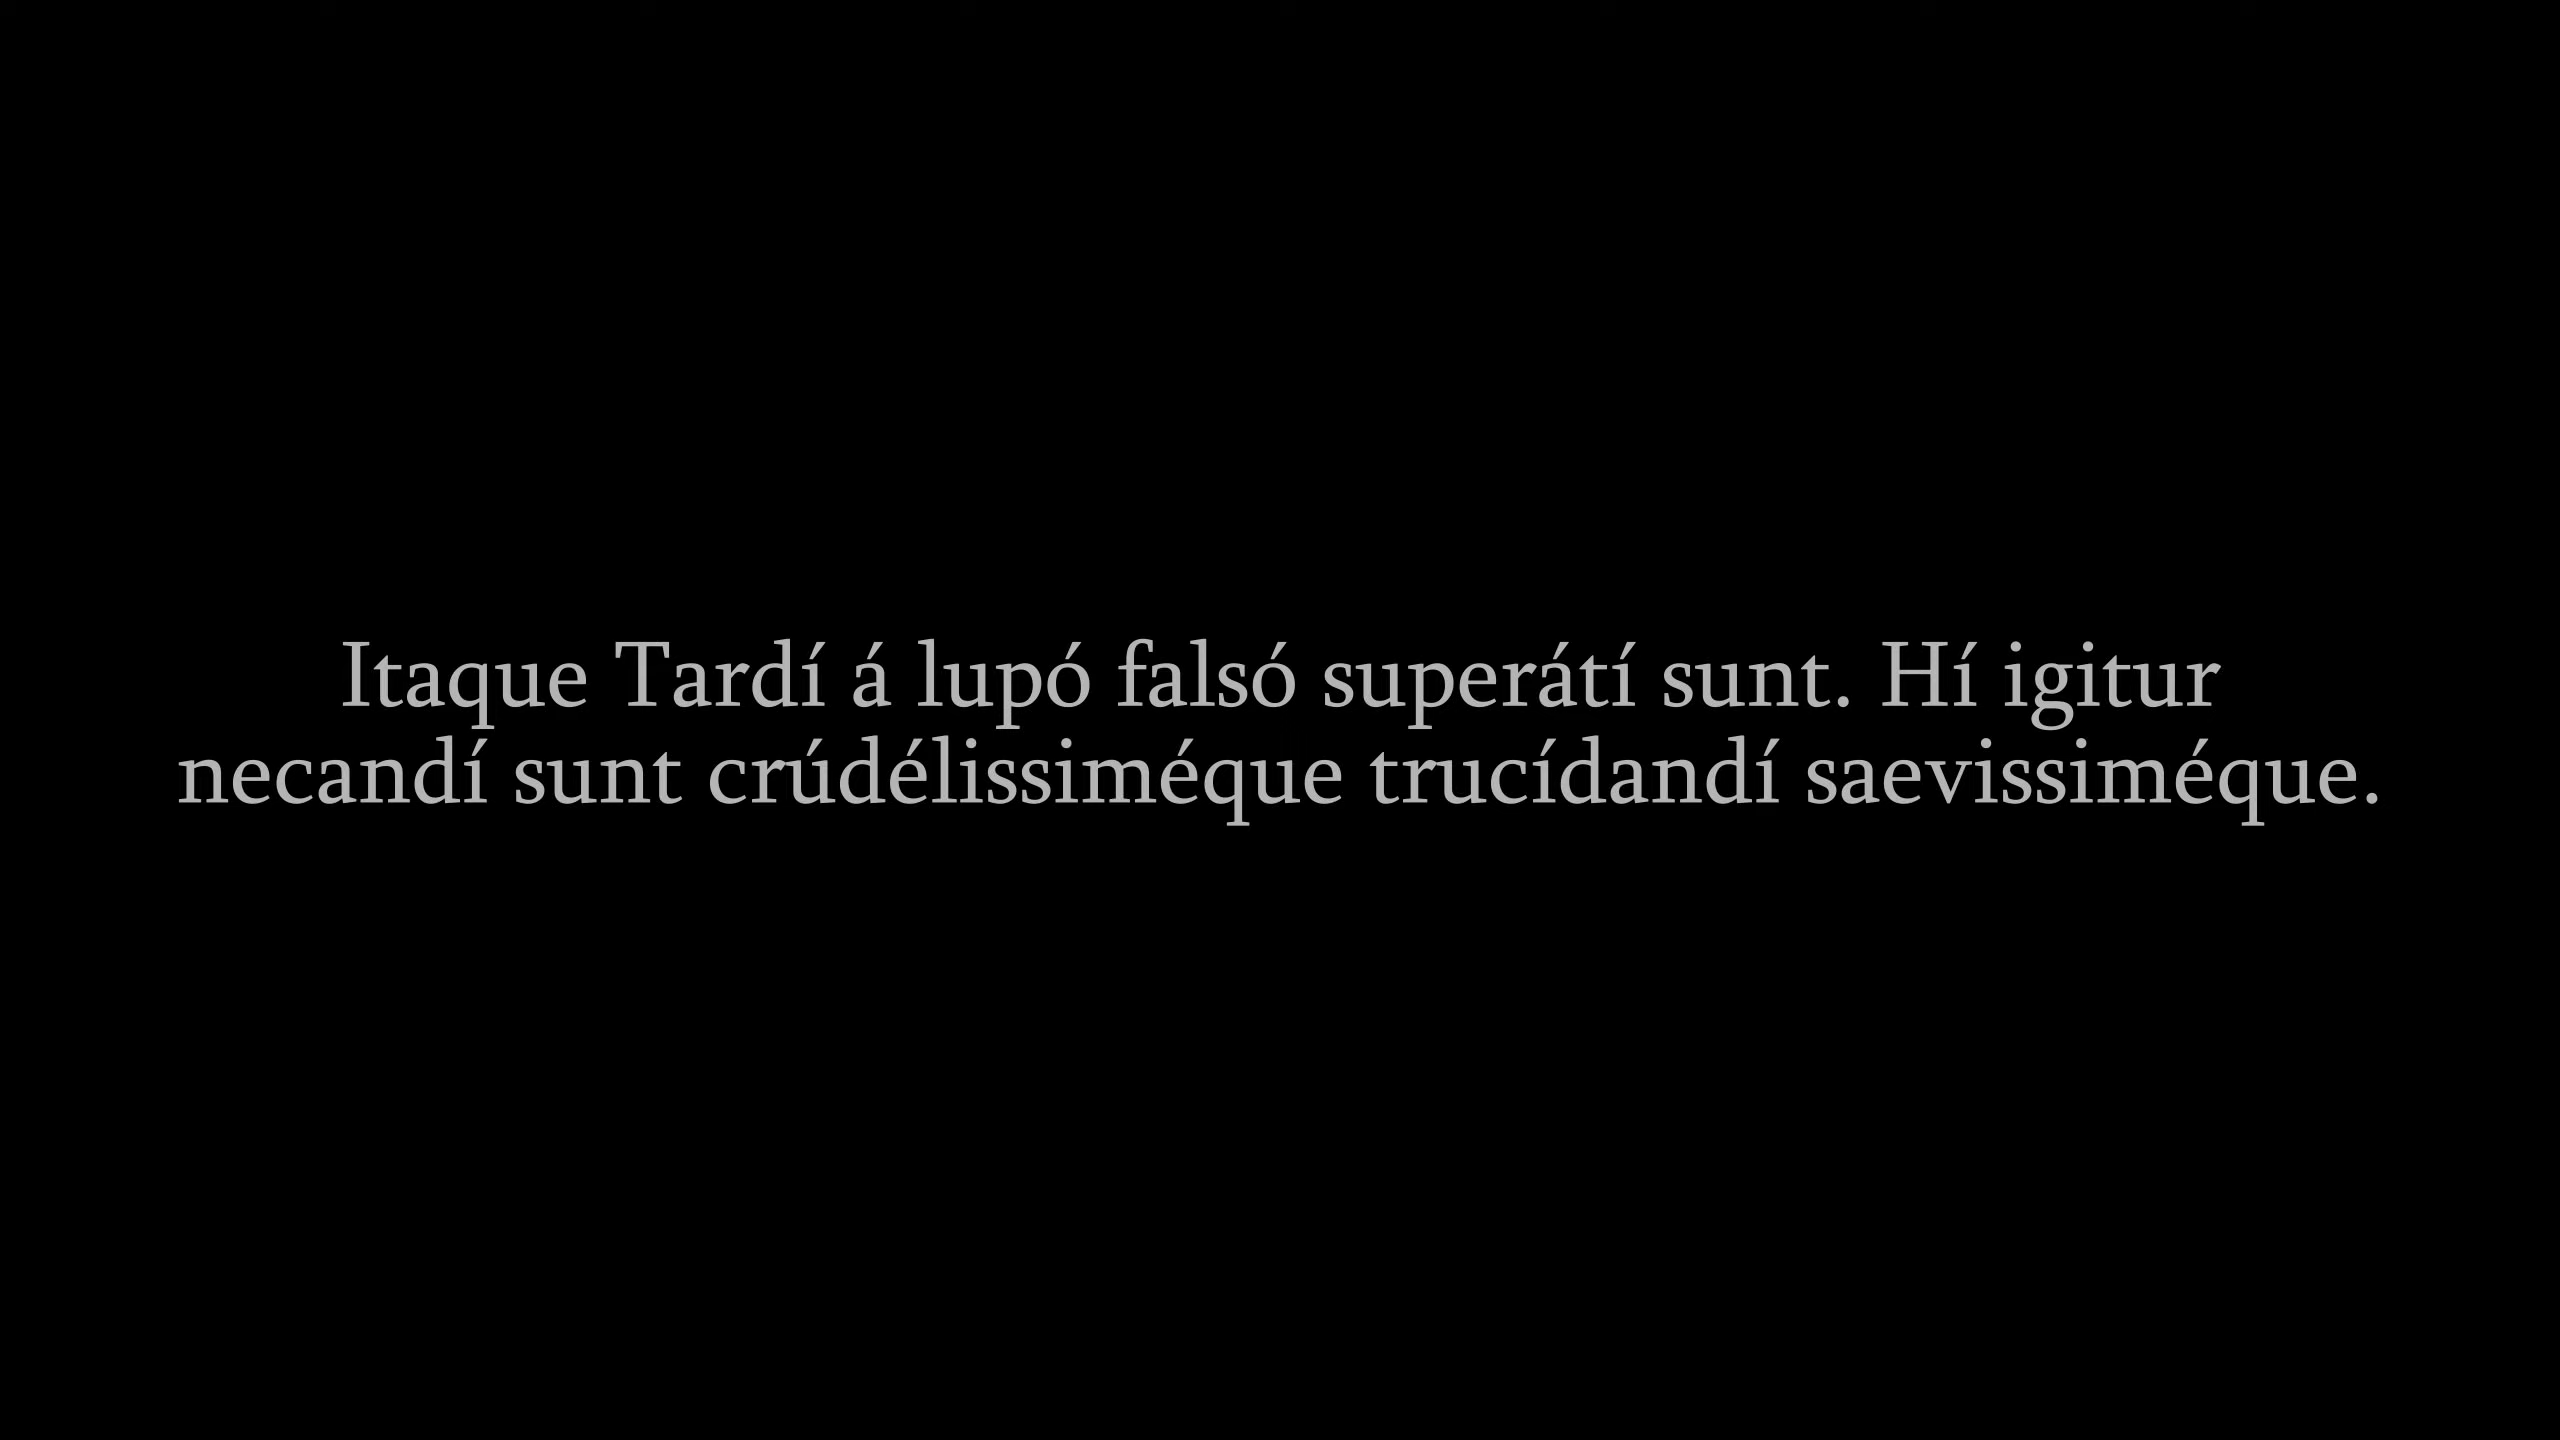 Itaque Tardí á lupó falsó superátí sunt. Hí igitur
necandí sunt crúdélissiméque trucídandí saevissiméque.